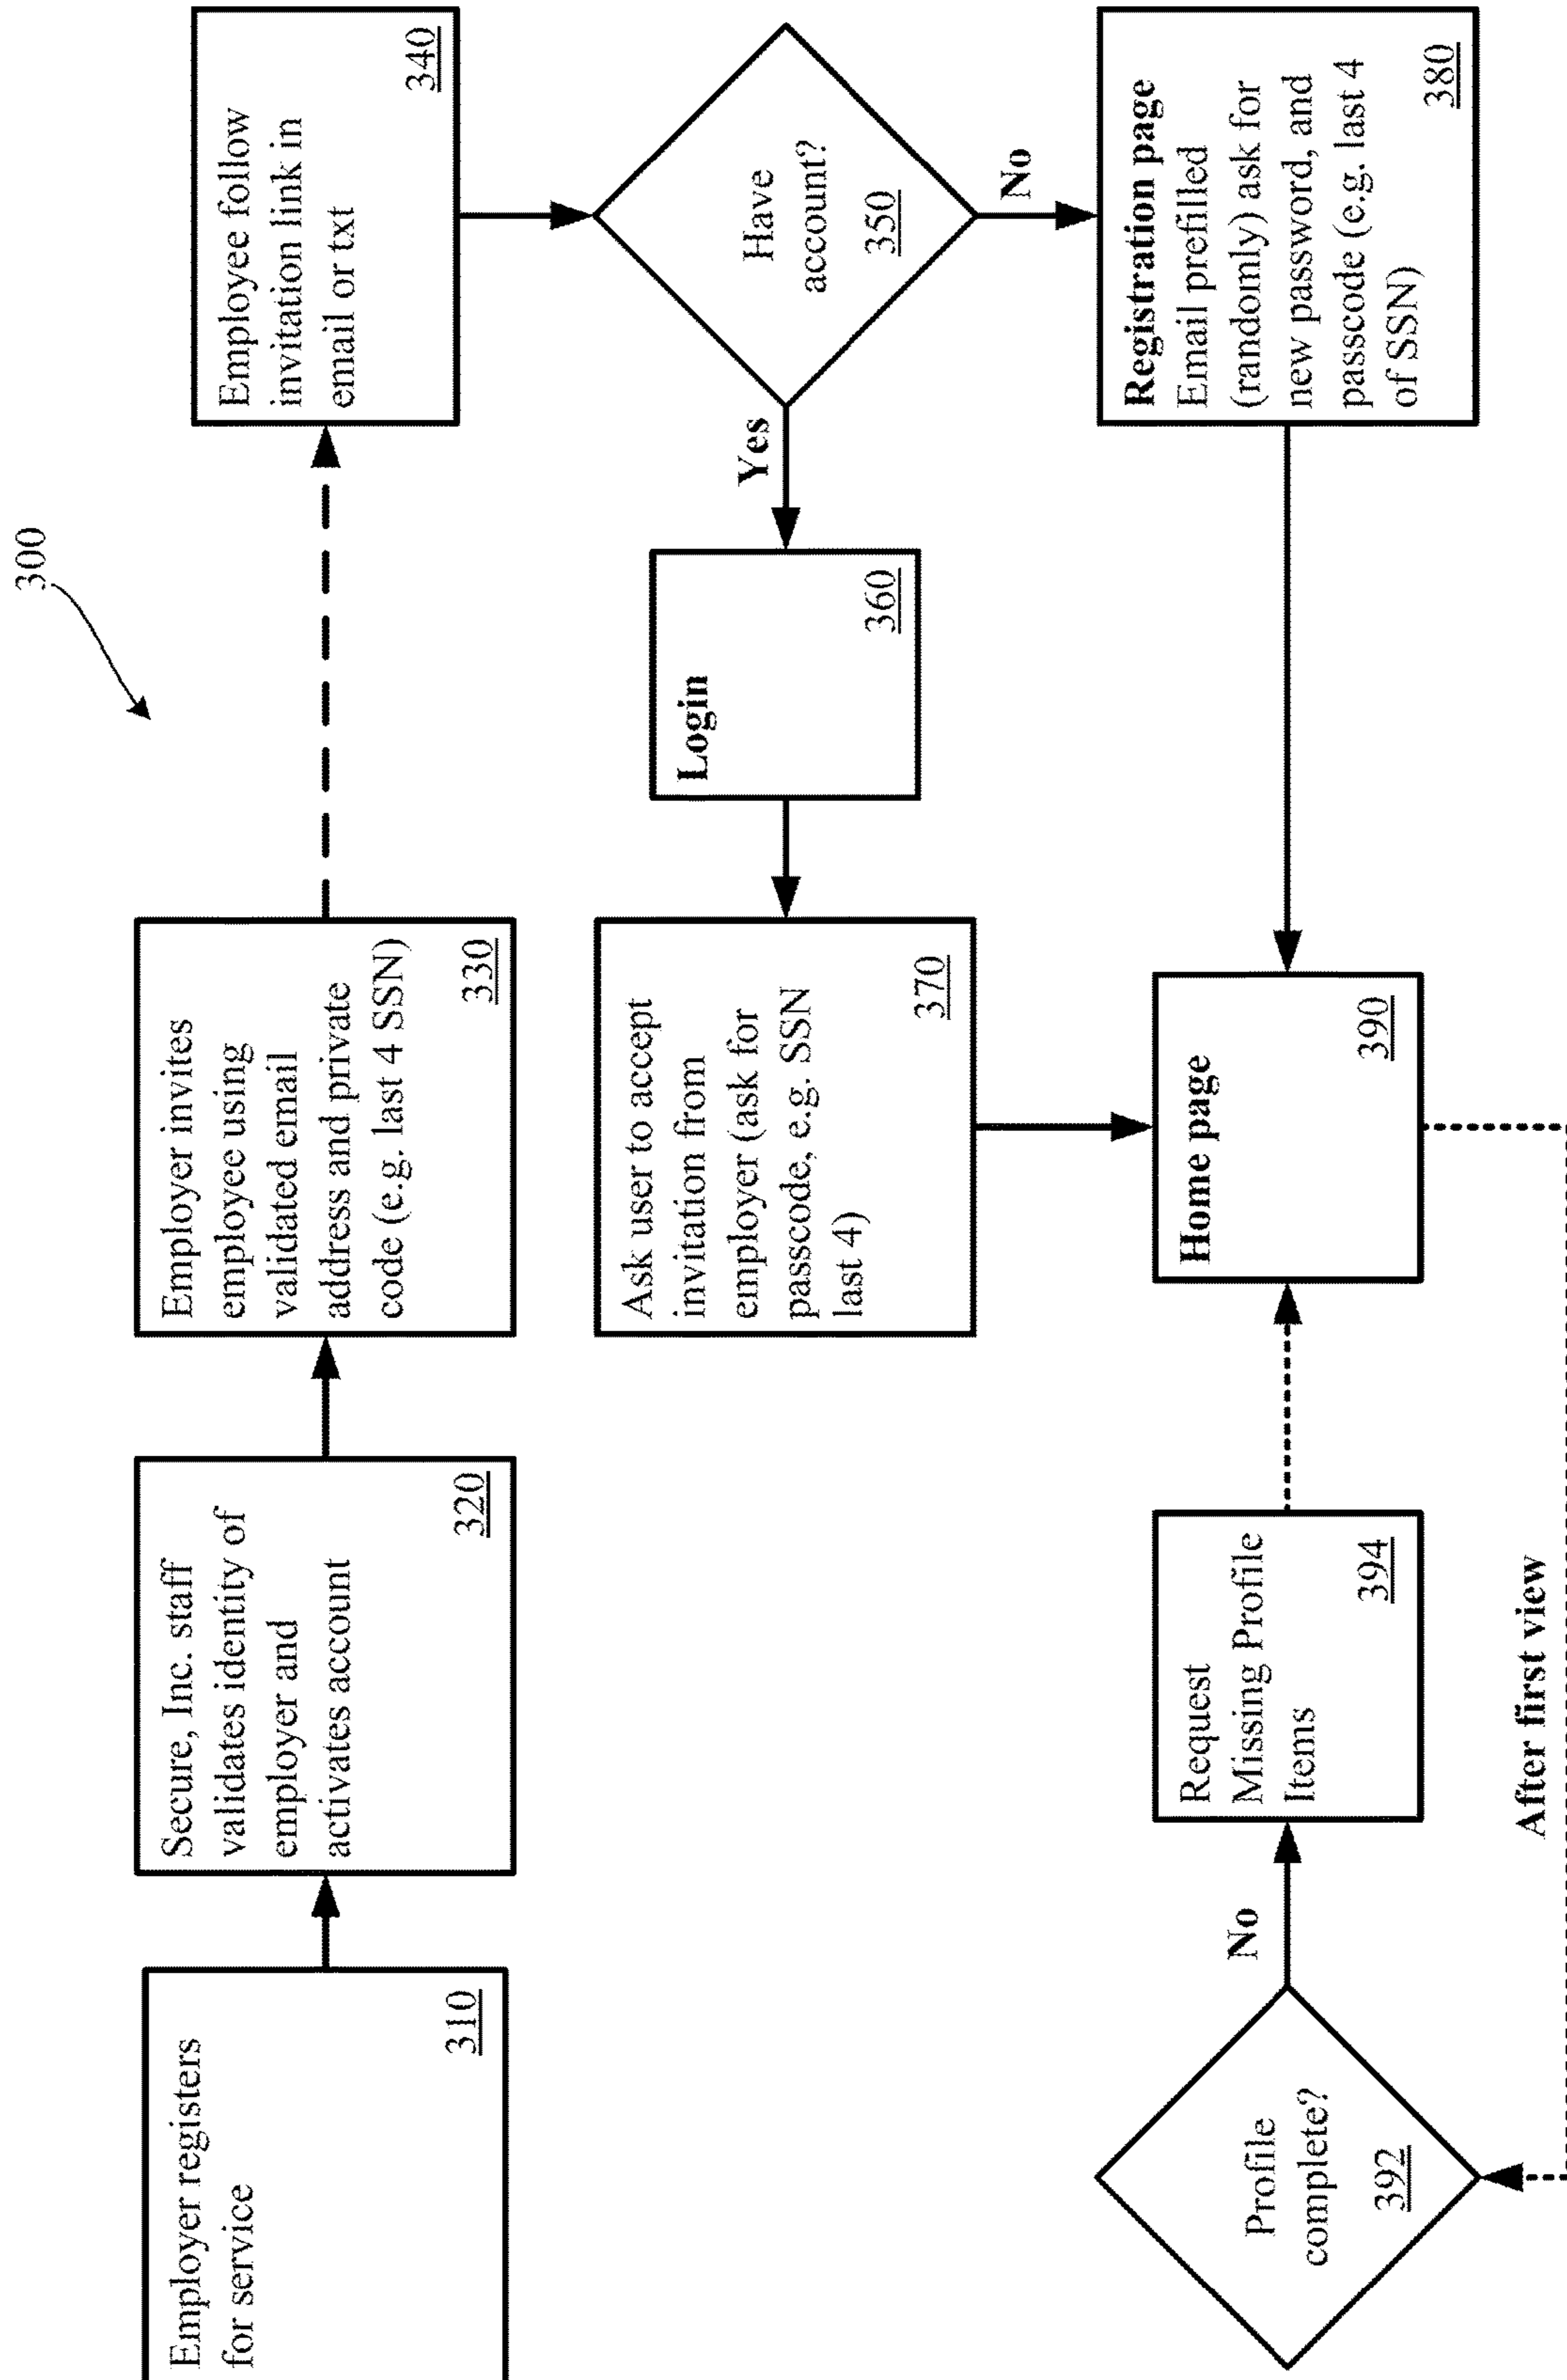 300
Employer registers
for service
310
Secure, Inc. staff
validates identity of
employer and
activates account
320
Employer invites
employee using
validated email
address and private
code (e.g. last 4 SSN)
330
Employee follow
invitation link in
email or txt
340
Have
account?
350
Yes
No
Login
360
Ask user to accept
invitation from
employer (ask for
passcode, e.g. SSN
last 4)
370
Registration page
Email prefilled
(randomly) ask for
new password, and
passcode (e.g. last 4
of SSN)
380
Home page
390
Profile
complete?
392
No
Request
Missing Profile
Items
394
After first view